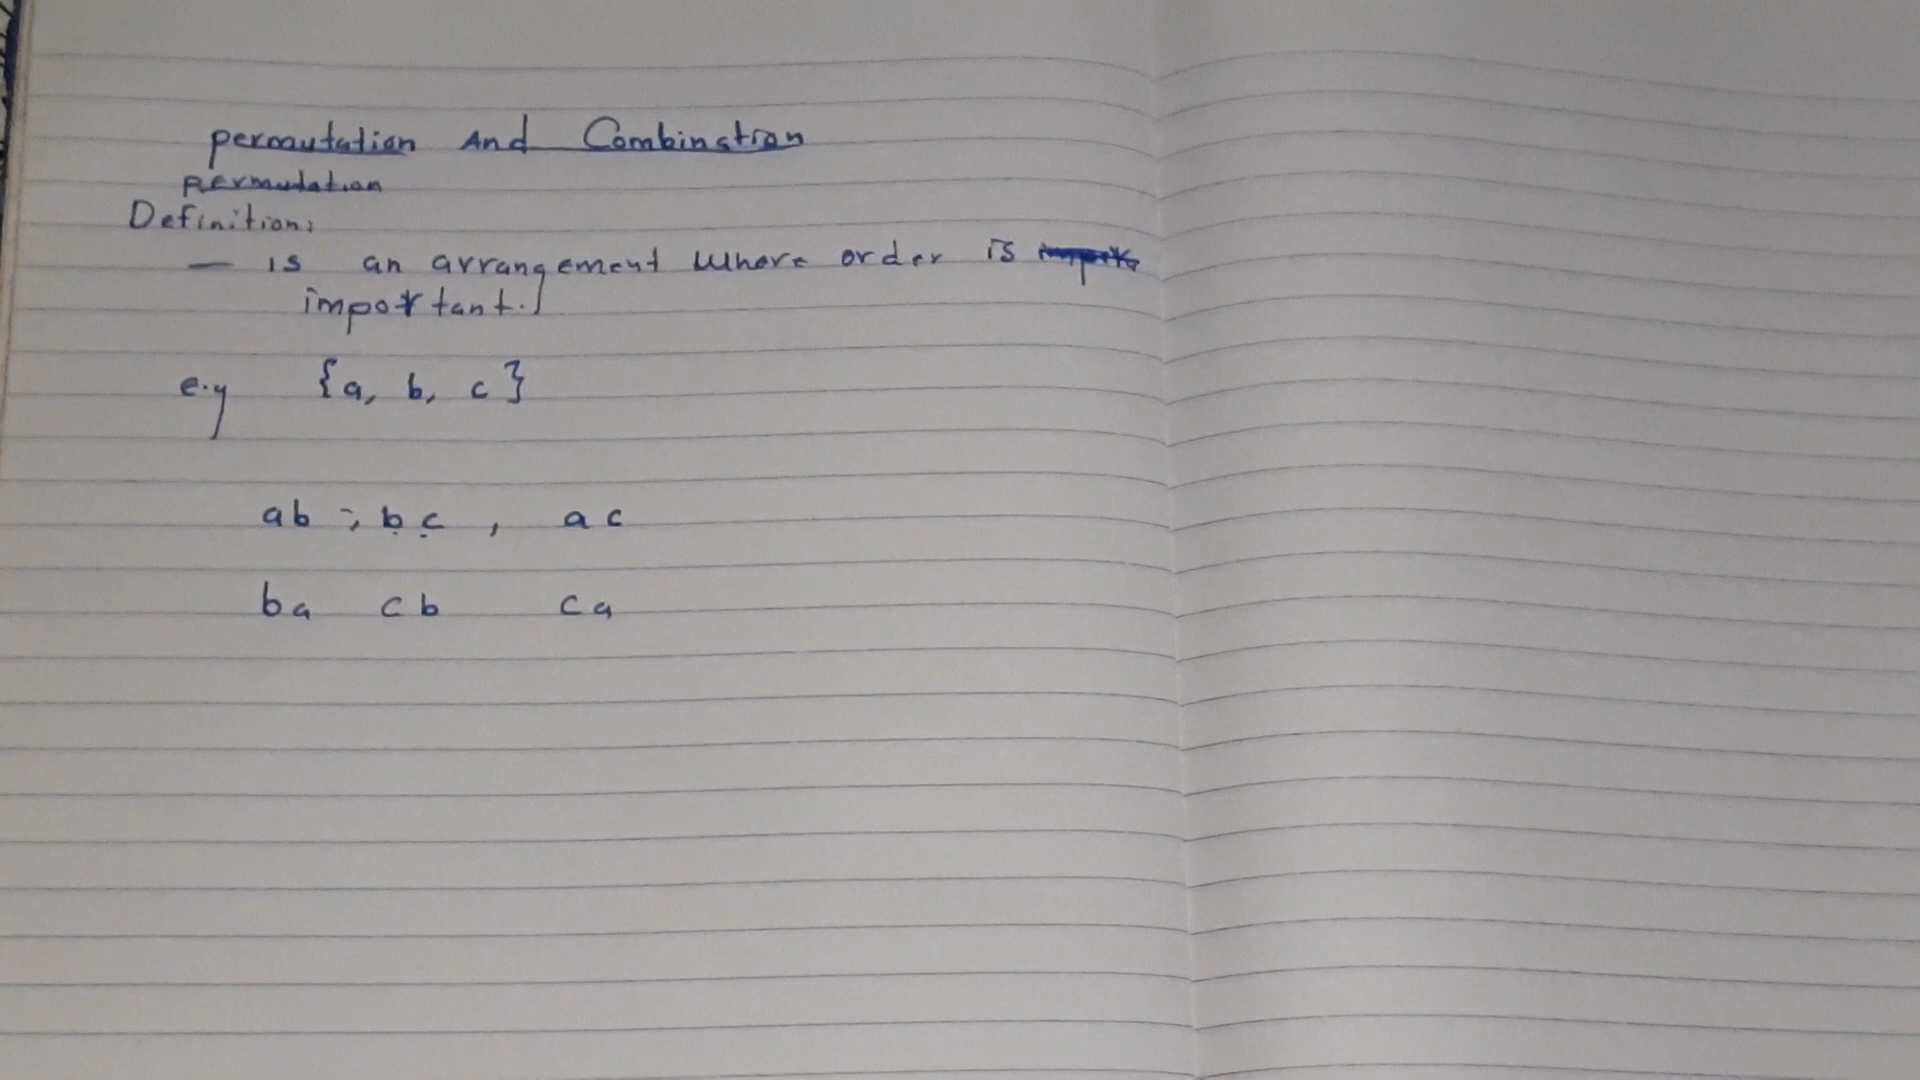 permutation And Combination
permutation
Definition:
— is an arrangement where order is
important.
e.g {a, b, c}
ab , bc , ac
ba cb ca